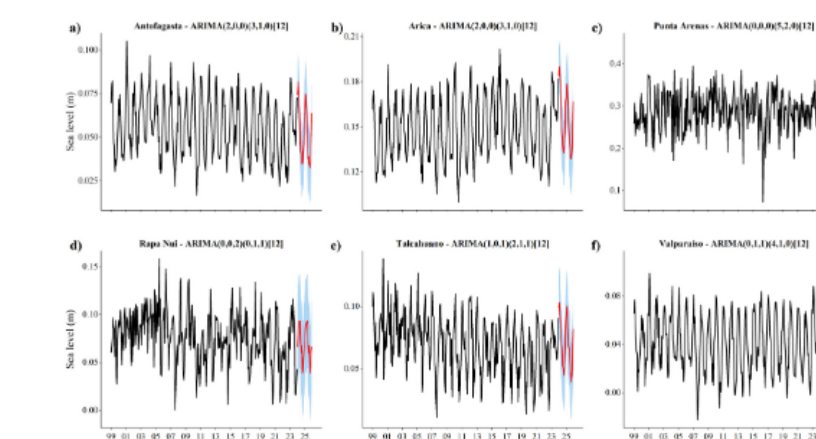 a) Antofagasta - ARIMA(2,0,0)(3,1,0)[12]
b) Arica - ARIMA(2,0,0)(3,1,0)[12]
c) Punta Arenas - ARIMA(0,0,0)(5,2,0)[12]
Sea level (m)
0.100
0.075
0.050
0.025
0.21
0.18
0.15
0.12
0.4
0.3
0.2
0.1
d) Rapa Nui - ARIMA(0,0,2)(0,1,1)[12]
e) Talcahuano - ARIMA(1,0,1)(2,1,1)[12]
f) Valparaíso - ARIMA(0,1,1)(4,1,0)[12]
Sea level (m)
0.15
0.10
0.05
0.00
0.10
0.05
0.08
0.04
0.00
99 01 03 05 07 09 11 13 15 17 19 21 23 25
99 01 03 05 07 09 11 13 15 17 19 21 23 25
99 01 03 05 07 09 11 13 15 17 19 21 23